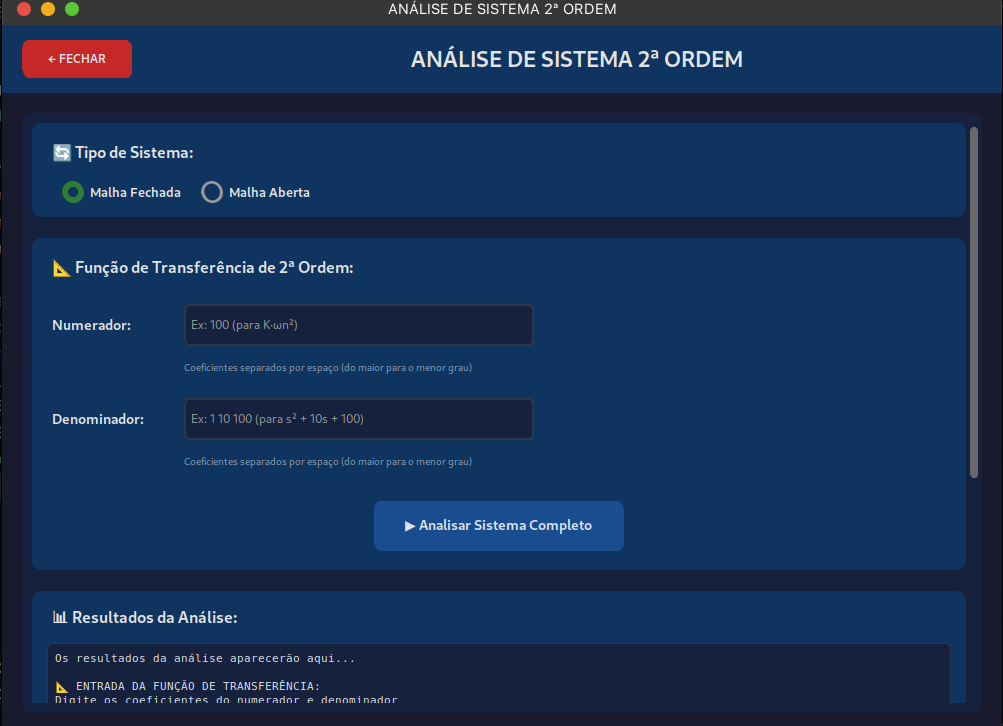 ANÁLISE DE SISTEMA 2ª ORDEM
← FECHAR
ANÁLISE DE SISTEMA 2ª ORDEM
Tipo de Sistema:
Malha Fechada
Malha Aberta
Função de Transferência de 2ª Ordem:
Numerador:
Ex: 100 (para K·ωn²)
Coeficientes separados por espaço (do maior para o menor grau)
Denominador:
Ex: 1 10 100 (para s² + 10s + 100)
Coeficientes separados por espaço (do maior para o menor grau)
▶ Analisar Sistema Completo
Resultados da Análise:
Os resultados da análise aparecerão aqui...
ENTRADA DA FUNÇÃO DE TRANSFERÊNCIA:
Digite os coeficientes do numerador e denominador